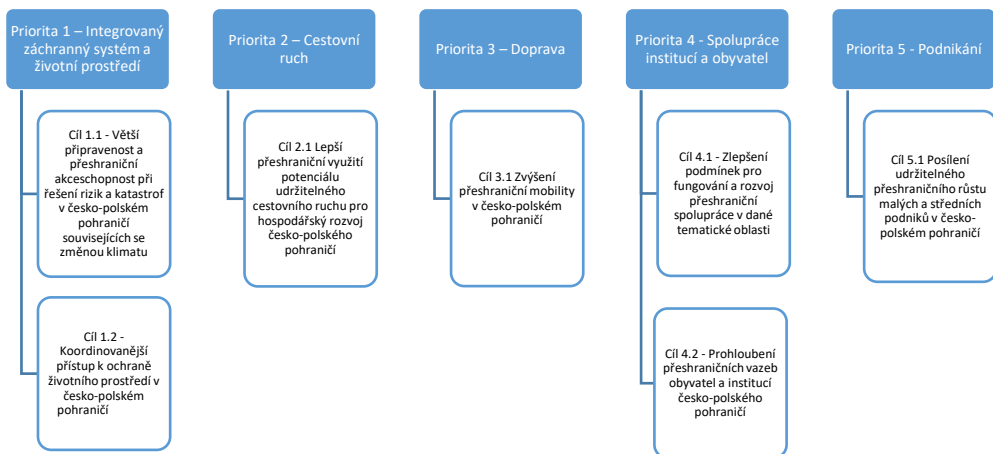 Priorita 1 – Integrovaný
záchranný systém a
životní prostředí
Cíl 1.1 - Větší
připravenost a
přeshraniční
akceschopnost při
řešení rizik a katastrof
v česko-polském
pohraničí
souvisejících se
změnou klimatu
Cíl 1.2 -
Koordinovanější
přístup k ochraně
životního prostředí v
česko-polském
pohraničí
Priorita 2 – Cestovní
ruch
Cíl 2.1 Lepší
přeshraniční využití
potenciálu
udržitelného
cestovního ruchu pro
hospodářský rozvoj
česko-polského
pohraničí
Priorita 3 – Doprava
Cíl 3.1 Zvýšení
přeshraniční mobility
v česko-polském
pohraničí
Priorita 4 - Spolupráce
institucí a obyvatel
Cíl 4.1 - Zlepšení
podmínek pro
fungování a rozvoj
přeshraniční
spolupráce v dané
tematické oblasti
Cíl 4.2 - Prohloubení
přeshraničních vazeb
obyvatel a institucí
česko-polského
pohraničí
Priorita 5 - Podnikání
Cíl 5.1 Posílení
udržitelného
přeshraničního růstu
malých a středních
podniků v česko-
polském pohraničí